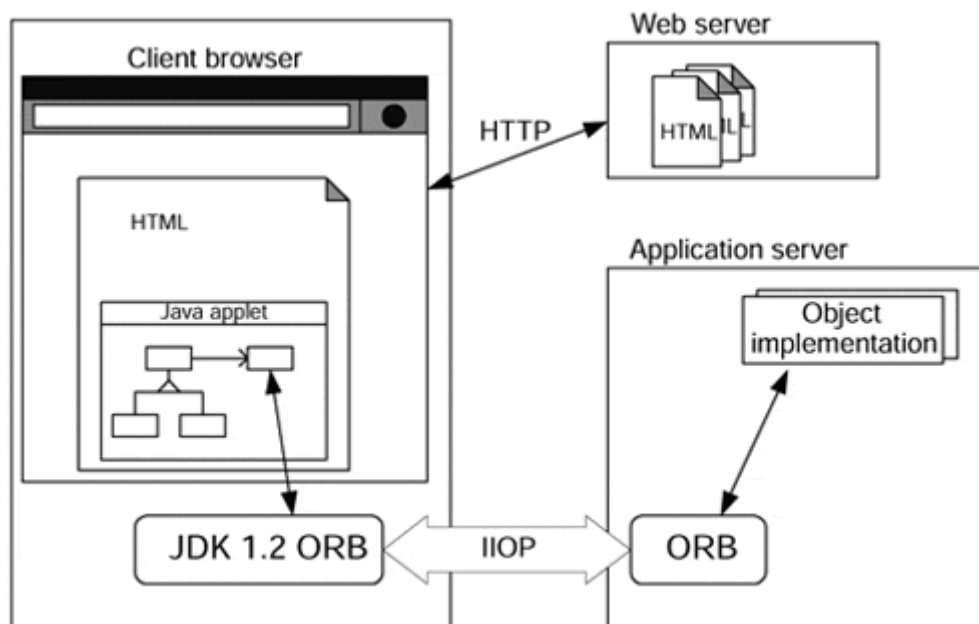 Client browser
Web server
HTTP
HTML
IL
L
HTML
Application server
Java applet
Object
implementation
JDK 1.2 ORB
IIOP
ORB